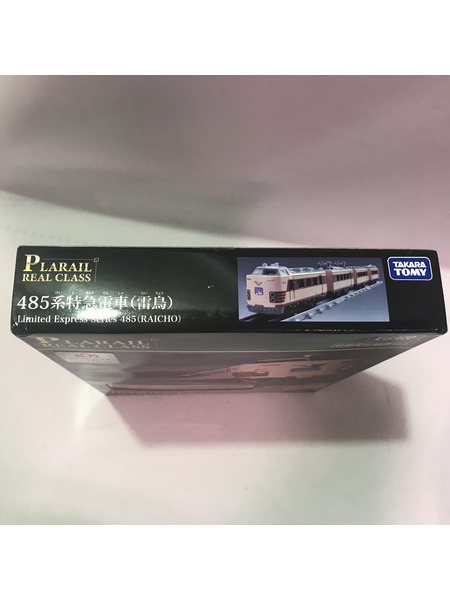 PLARAIL
REAL CLASS
485系特急電車(雷鳥)
Limited Express Series 485(RAICHO)
TAKARA
TOMY
PLARAIL